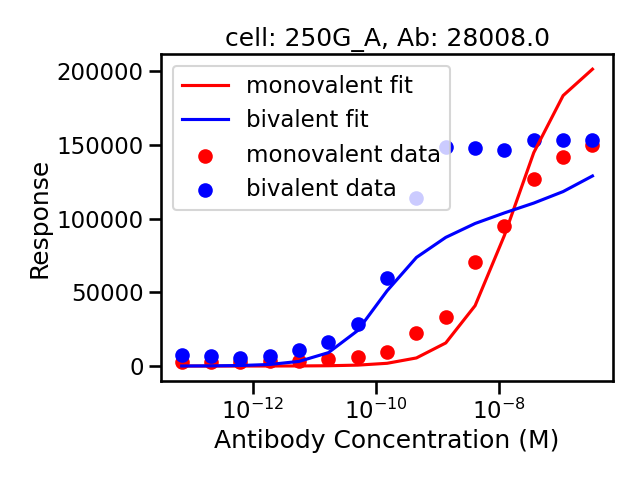 cell: 250G_A, Ab: 28008.0
monovalent fit
bivalent fit
monovalent data
bivalent data
Response
200000
150000
100000
50000
0
10⁻¹²
10⁻¹⁰
10⁻⁸
Antibody Concentration (M)